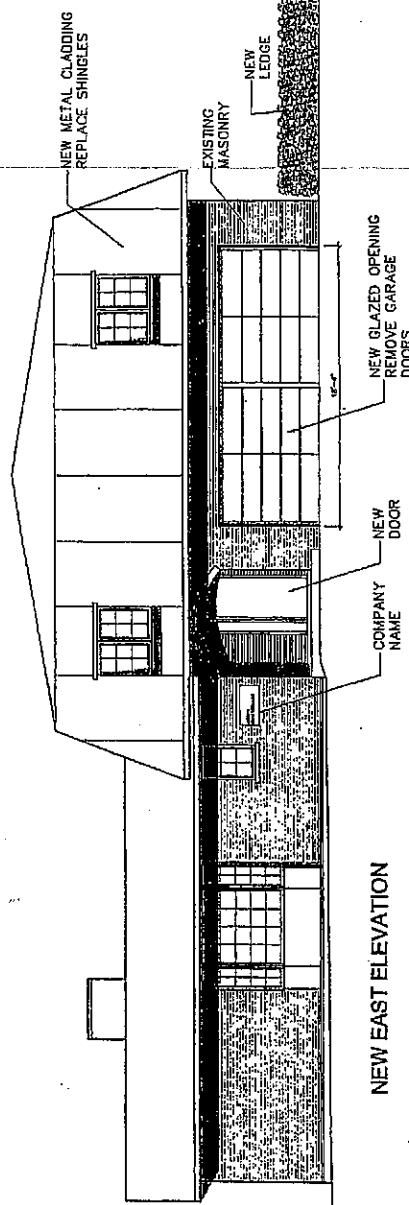 NEW METAL CLADDING
REPLACE SHINGLES
EXISTING
MASONRY
NEW
LEDGE
NEW GLAZED OPENING
REMOVE GARAGE
DOORS
NEW
DOOR
COMPANY
NAME
NEW EAST ELEVATION